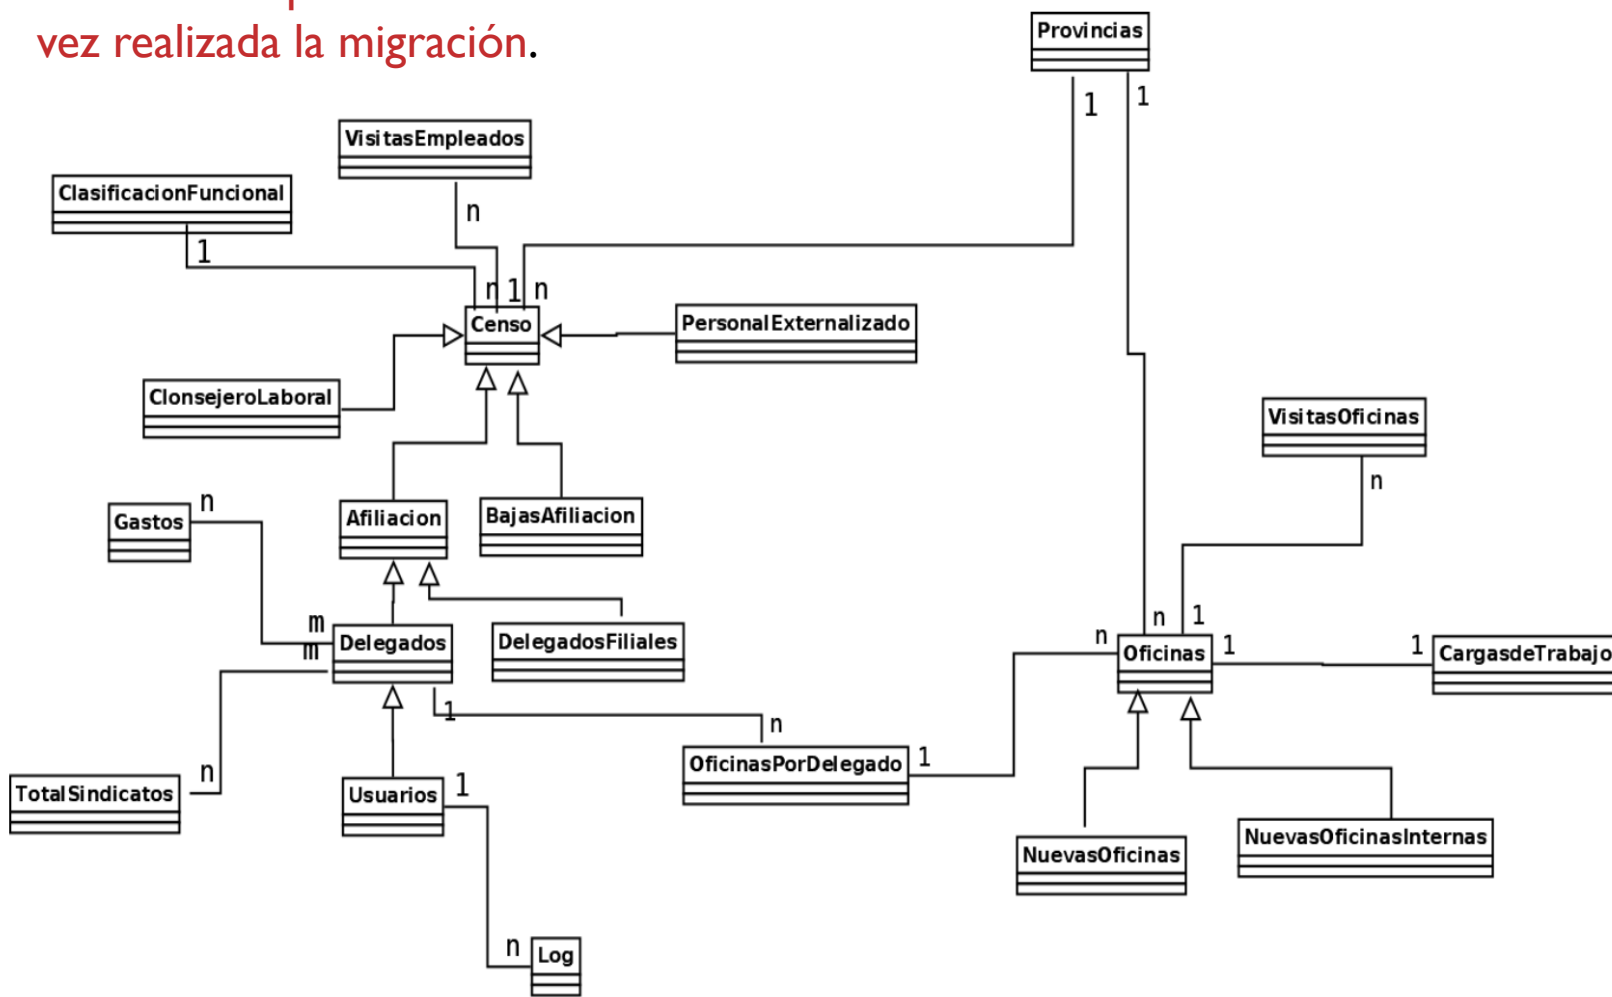 vez realizada la migración.
Provincias
1
1
VisitasEmpleados
n
ClasificacionFuncional
1
n 1 n
Censo
PersonalExternalizado
ClonsejeroLaboral
VisitasOficinas
n
Gastos
n
Afiliacion
BajasAfiliacion
m
m
Delegados
DelegadosFiliales
n
n
1
Oficinas
1
1
CargasdeTrabajo
1
n
OficinasPorDelegado
1
TotalSindicatos
n
Usuarios
1
NuevasOficinas
NuevasOficinasInternas
n
Log